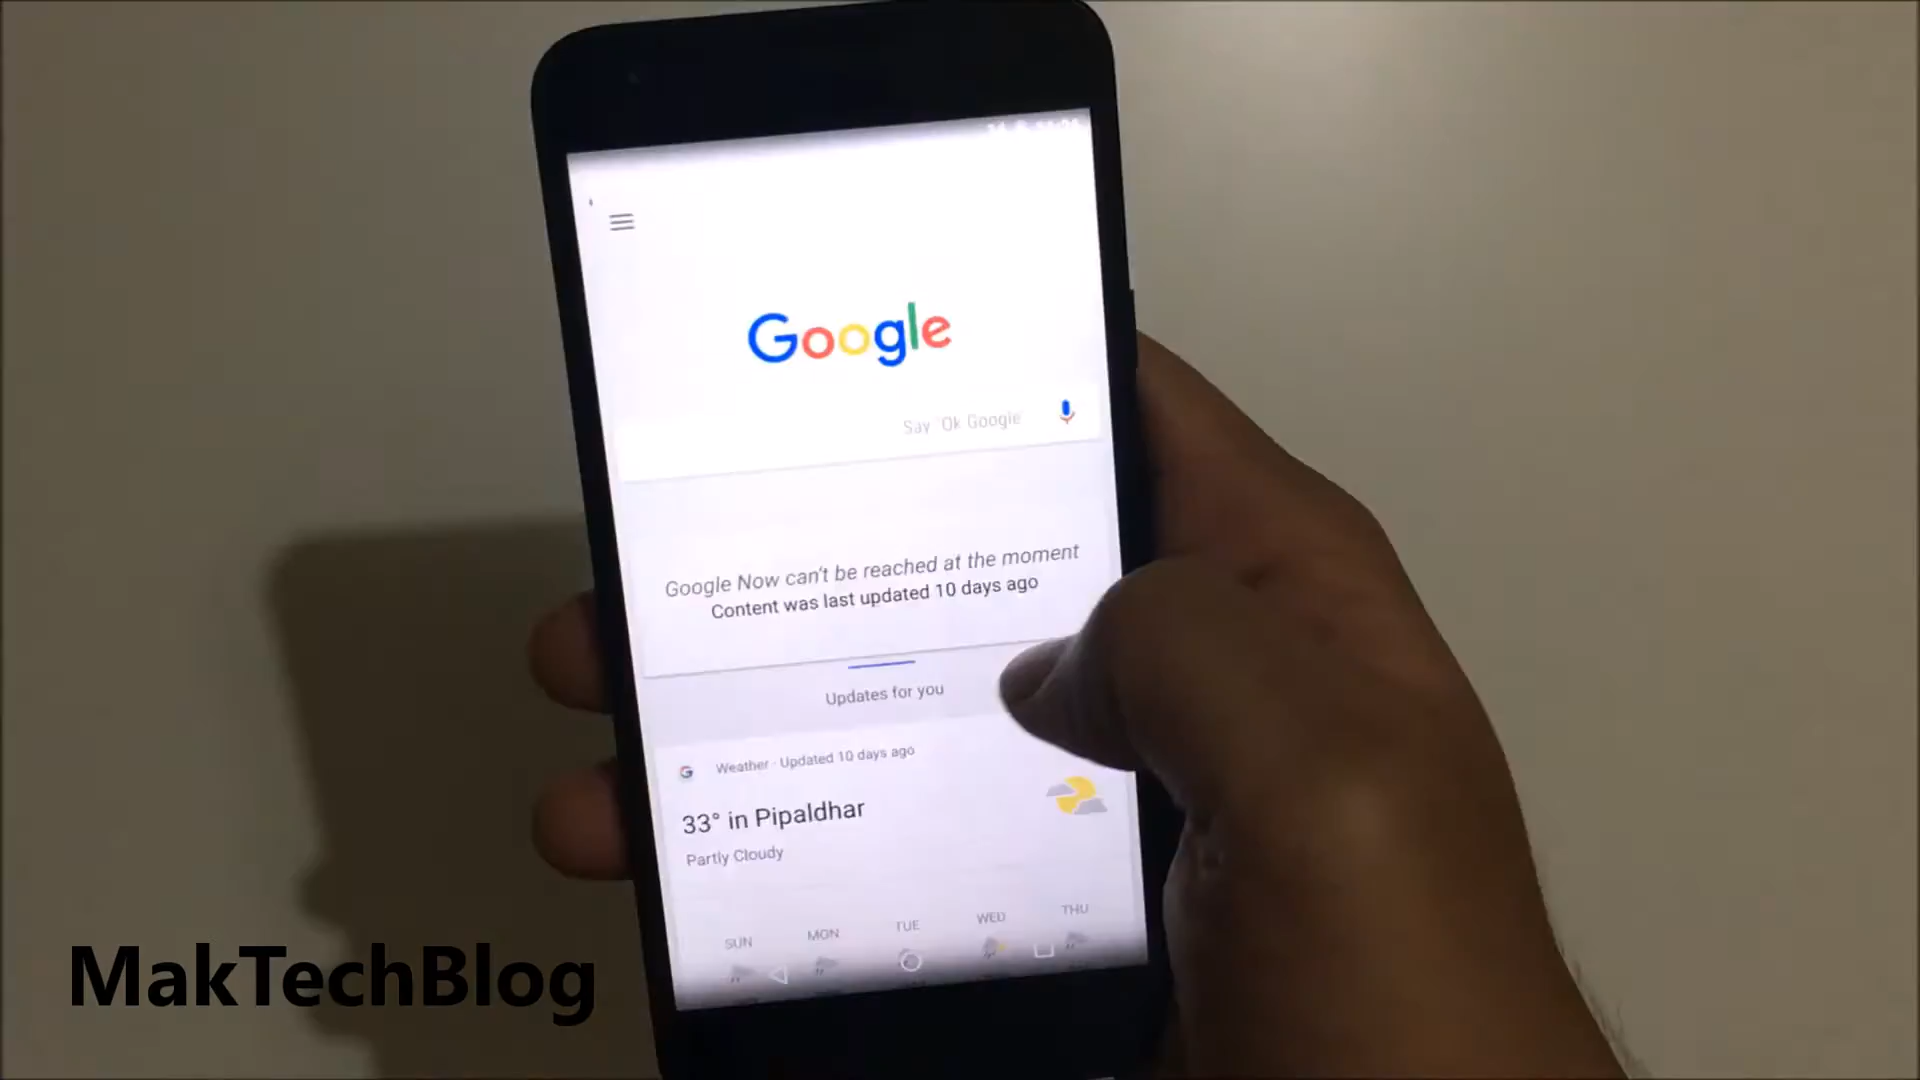 Google
Say Ok Google
Google Now can't be reached at the moment
Content was last updated 10 days ago
Updates for you
Weather · Updated 10 days ago
33° in Pipaldhar
Partly Cloudy
SUN MON TUE WED THU
MakTechBlog